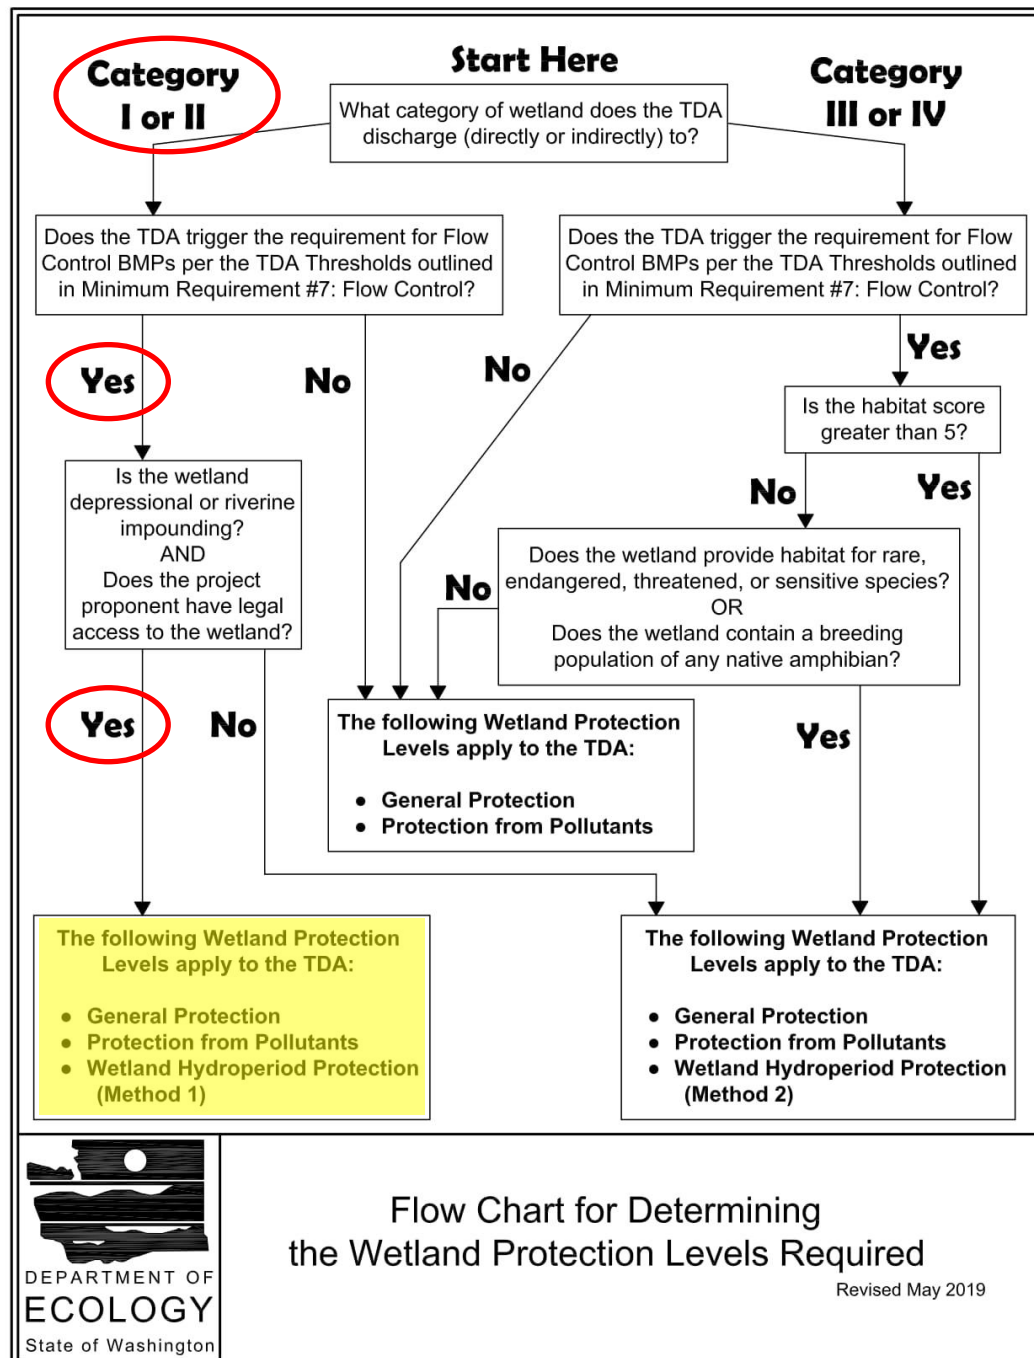 Start Here
Category
I or II
Category
III or IV
What category of wetland does the TDA
discharge (directly or indirectly) to?
Does the TDA trigger the requirement for Flow
Control BMPs per the TDA Thresholds outlined
in Minimum Requirement #7: Flow Control?
Does the TDA trigger the requirement for Flow
Control BMPs per the TDA Thresholds outlined
in Minimum Requirement #7: Flow Control?
Yes
No
No
Yes
Is the habitat score
greater than 5?
Is the wetland
depressional or riverine
impounding?
AND
Does the project
proponent have legal
access to the wetland?
No
Yes
Does the wetland provide habitat for rare,
endangered, threatened, or sensitive species?
OR
Does the wetland contain a breeding
population of any native amphibian?
No
Yes
No
Yes
The following Wetland Protection
Levels apply to the TDA:
● General Protection
● Protection from Pollutants
The following Wetland Protection
Levels apply to the TDA:
● General Protection
● Protection from Pollutants
● Wetland Hydroperiod Protection
(Method 1)
The following Wetland Protection
Levels apply to the TDA:
● General Protection
● Protection from Pollutants
● Wetland Hydroperiod Protection
(Method 2)
DEPARTMENT OF
ECOLOGY
State of Washington
Flow Chart for Determining
the Wetland Protection Levels Required
Revised May 2019